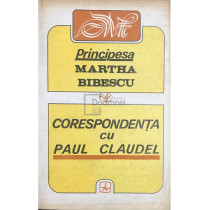 Principesa
MARTHA
BIBESCU
CORESPONDENȚA
cu
PAUL CLAUDEL